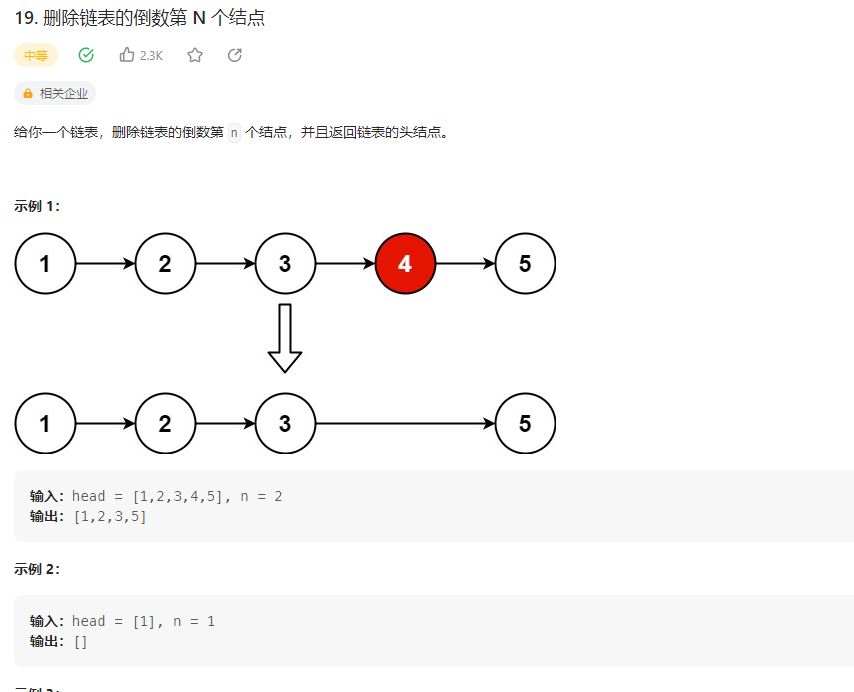 19. 删除链表的倒数第 N 个结点
中等 2.3K
相关企业
给你一个链表，删除链表的倒数第 n 个结点，并且返回链表的头结点。
示例 1：
1 2 3 4 5
1 2 3 5
输入：head = [1,2,3,4,5], n = 2
输出：[1,2,3,5]
示例 2：
输入：head = [1], n = 1
输出：[]